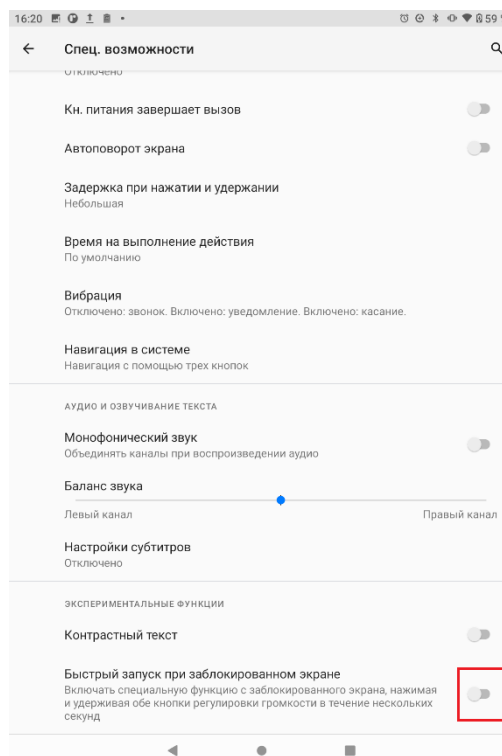 16:20 59
Спец. возможности
Отключено
Кн. питания завершает вызов
Автоповорот экрана
Задержка при нажатии и удержании
Небольшая
Время на выполнение действия
По умолчанию
Вибрация
Отключено: звонок. Включено: уведомление. Включено: касание.
Навигация в системе
Навигация с помощью трех кнопок
АУДИО И ОЗВУЧИВАНИЕ ТЕКСТА
Монофонический звук
Объединять каналы при воспроизведении аудио
Баланс звука
Левый канал Правый канал
Настройки субтитров
Отключено
ЭКСПЕРИМЕНТАЛЬНЫЕ ФУНКЦИИ
Контрастный текст
Быстрый запуск при заблокированном экране
Включать специальную функцию с заблокированного экрана, нажимая
и удерживая обе кнопки регулировки громкости в течение нескольких
секунд